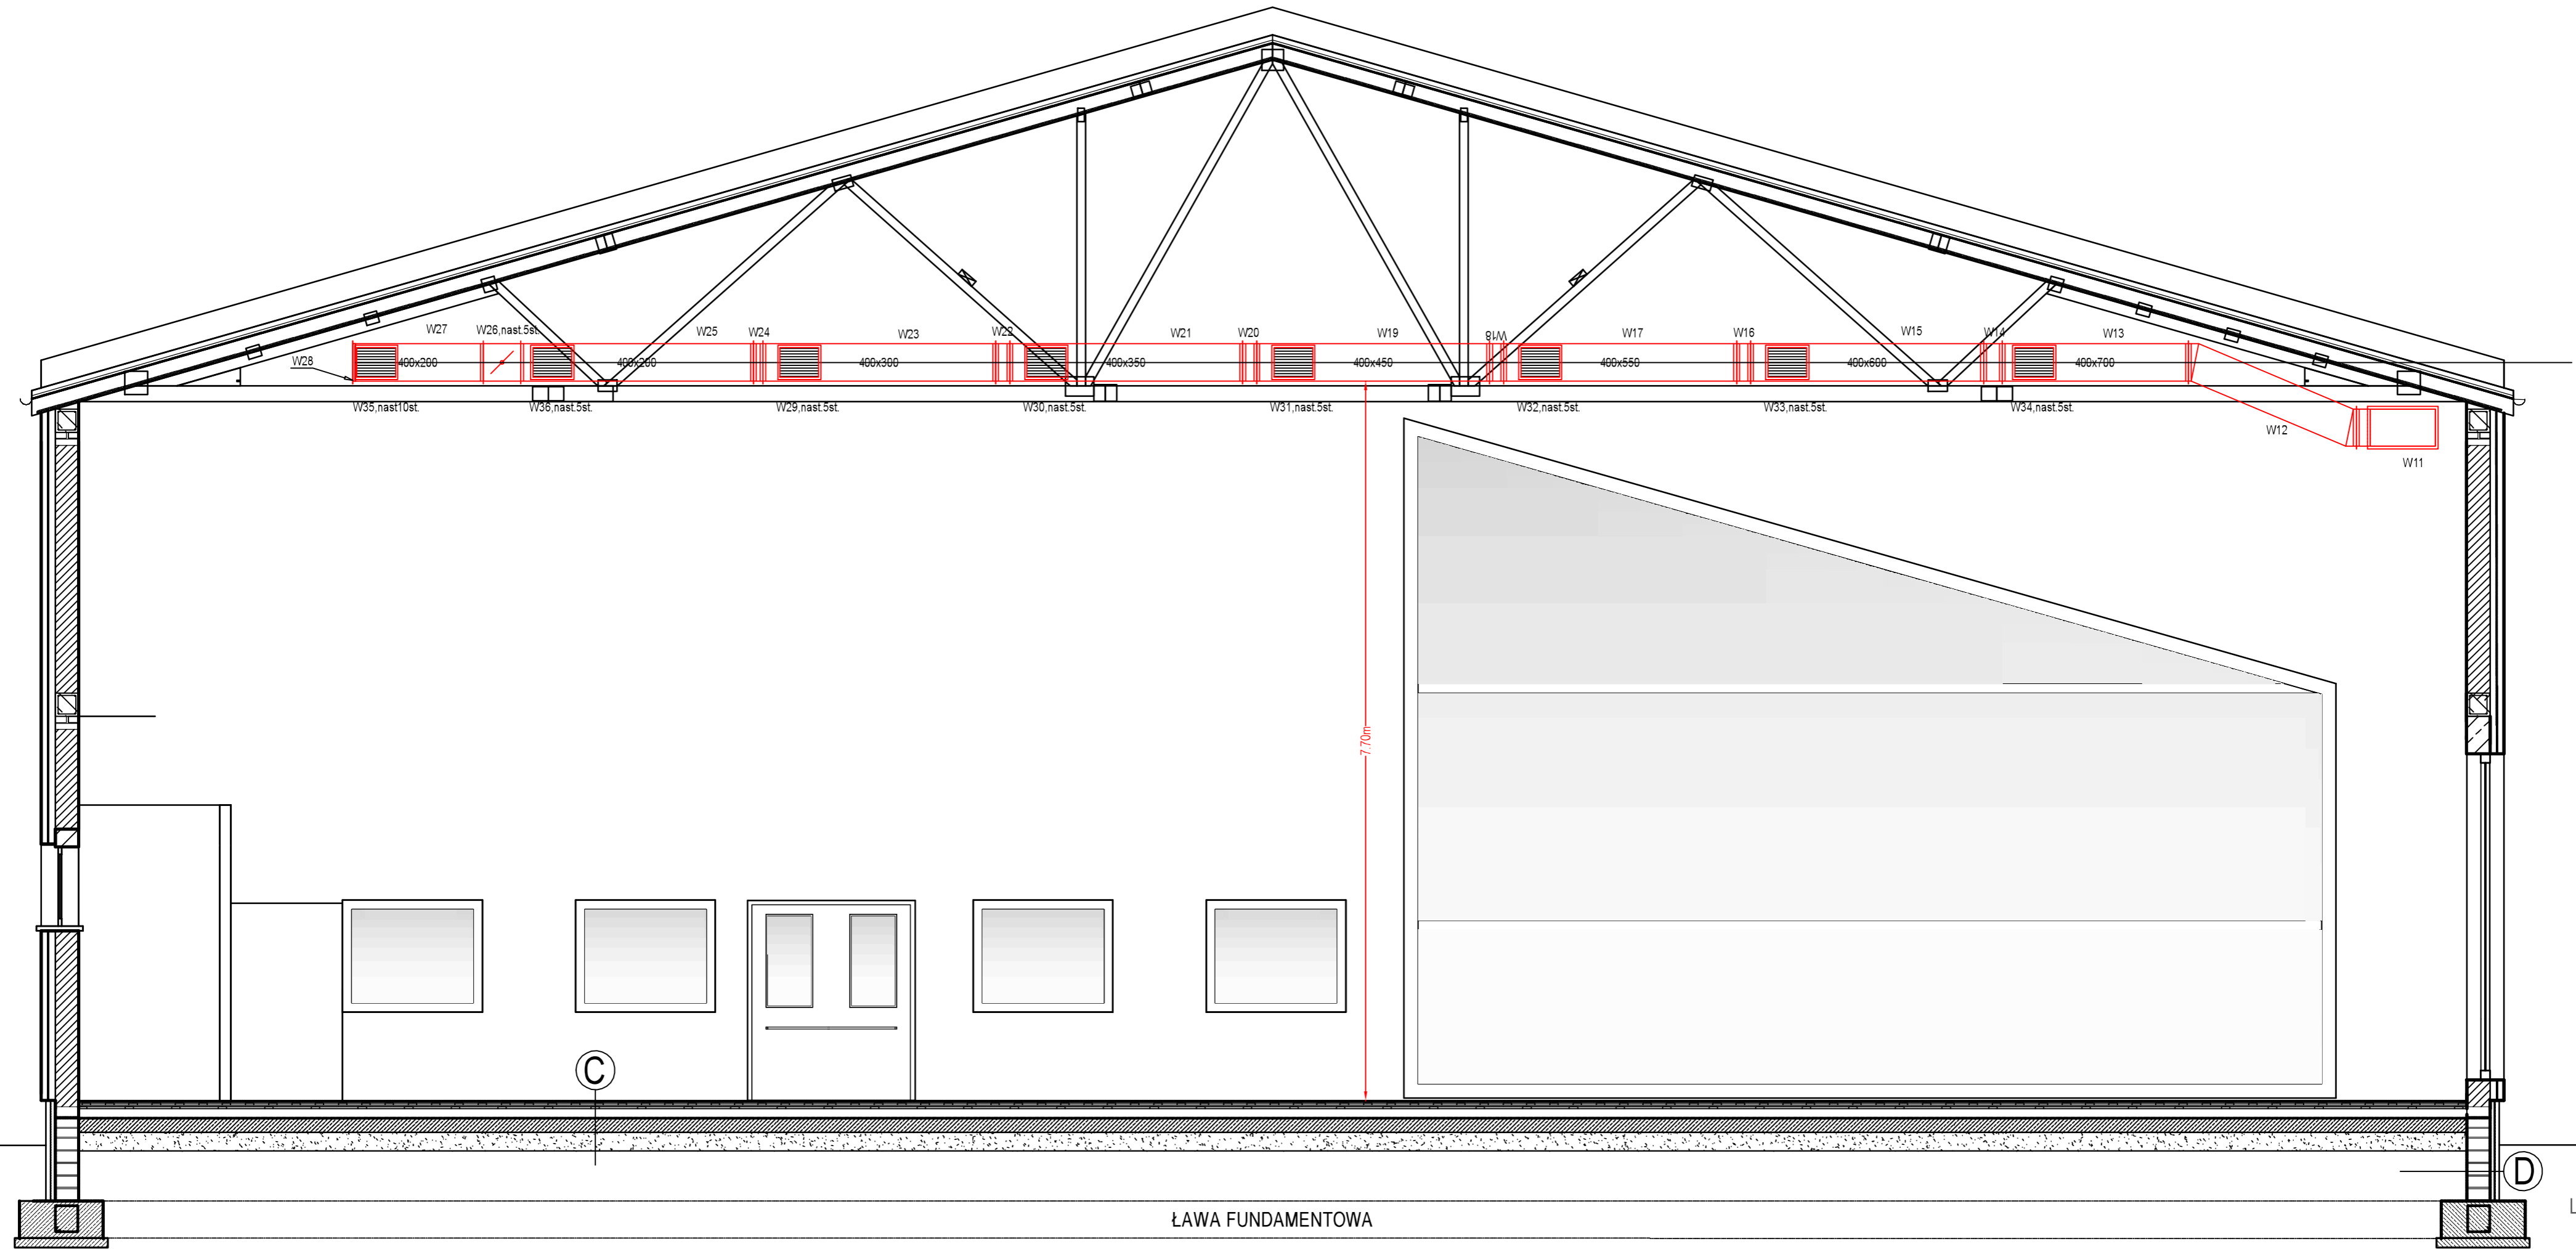 W27
W26,nast.5st.
W25
W24
W23
W22
W21
W20
W19
W18
W17
W16
W15
W14
W13
W28
400x200
400x200
400x300
400x350
400x450
400x550
400x600
400x700
W35,nast10st.
W36,nast.5st.
W29,nast.5st.
W30,nast.5st.
W31,nast.5st.
W32,nast.5st.
W33,nast.5st.
W34,nast.5st.
W12
W11
7.70m
C
D
ŁAWA FUNDAMENTOWA